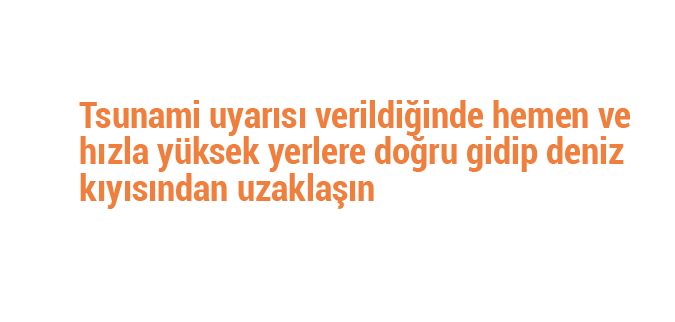 Tsunami uyarısı verildiğinde hemen ve
hızla yüksek yerlere doğru gidip deniz
kıyısından uzaklaşın